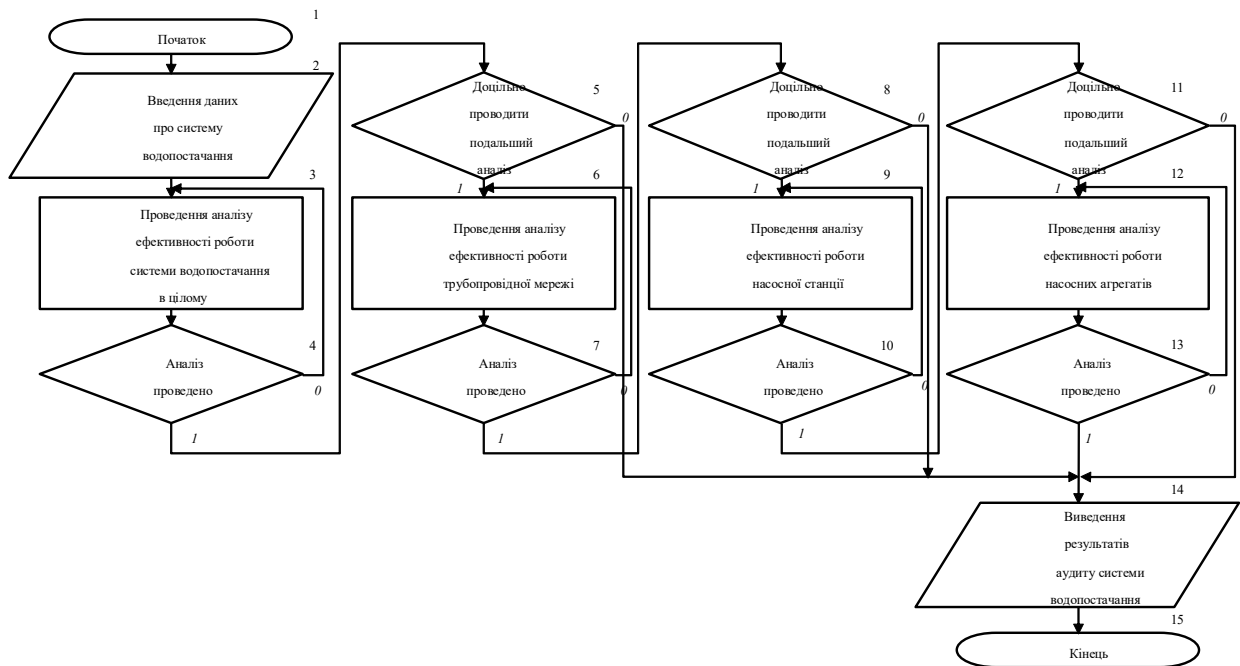 1
Початок
2
Введення даних
про систему
водопостачання
3
Проведення аналізу
ефективності роботи
системи водопостачання
в цілому
4
Аналіз
проведено
0
1
5
Доцільно
проводити
подальший
аналіз
0
1
6
Проведення аналізу
ефективності роботи
трубопровідної мережі
7
Аналіз
проведено
0
1
8
Доцільно
проводити
подальший
аналіз
0
1
9
Проведення аналізу
ефективності роботи
насосної станції
10
Аналіз
проведено
0
1
11
Доцільно
проводити
подальший
аналіз
0
1
12
Проведення аналізу
ефективності роботи
насосних агрегатів
13
Аналіз
проведено
0
1
14
Виведення
результатів
аудиту системи
водопостачання
15
Кінець